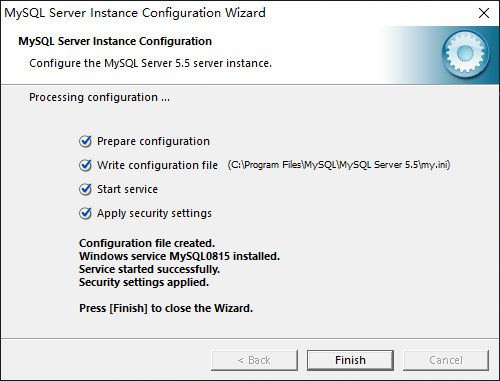 MySQL Server Instance Configuration Wizard
MySQL Server Instance Configuration
Configure the MySQL Server 5.5 server instance.
Processing configuration ...
Prepare configuration
Write configuration file (C:\Program Files\MySQL\MySQL Server 5.5\my.ini)
Start service
Apply security settings
Configuration file created.
Windows service MySQL0815 installed.
Service started successfully.
Security settings applied.
Press [Finish] to close the Wizard.
< Back Finish Cancel